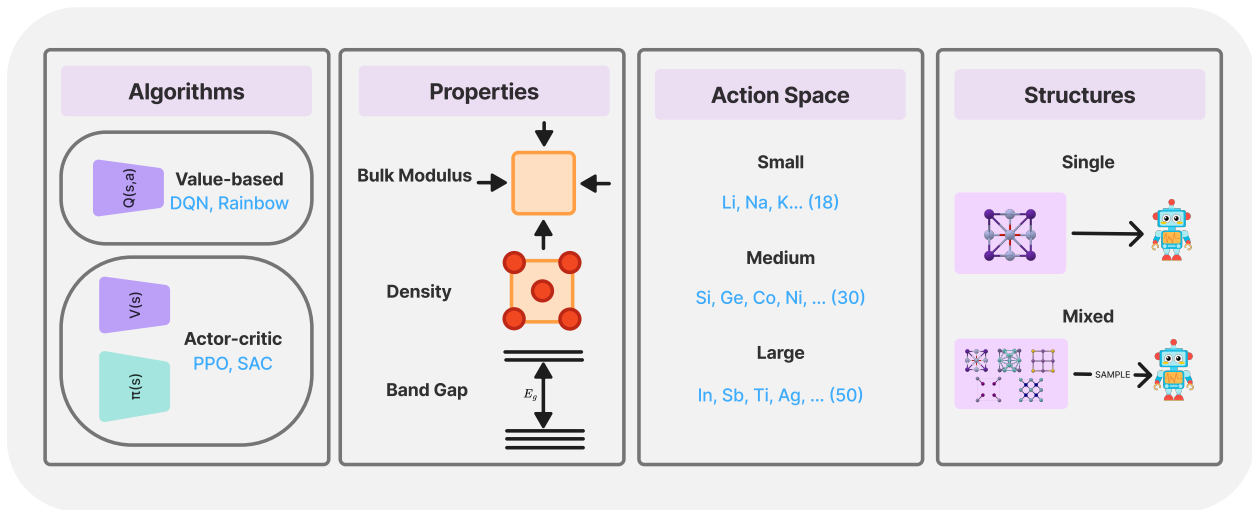 Algorithms
Q(s,a)
Value-based
DQN, Rainbow
V(s)
Actor-critic
PPO, SAC
π(s)
Properties
Bulk Modulus
Density
Band Gap
E_g
Action Space
Small
Li, Na, K... (18)
Medium
Si, Ge, Co, Ni, ... (30)
Large
In, Sb, Ti, Ag, ... (50)
Structures
Single
Mixed
SAMPLE